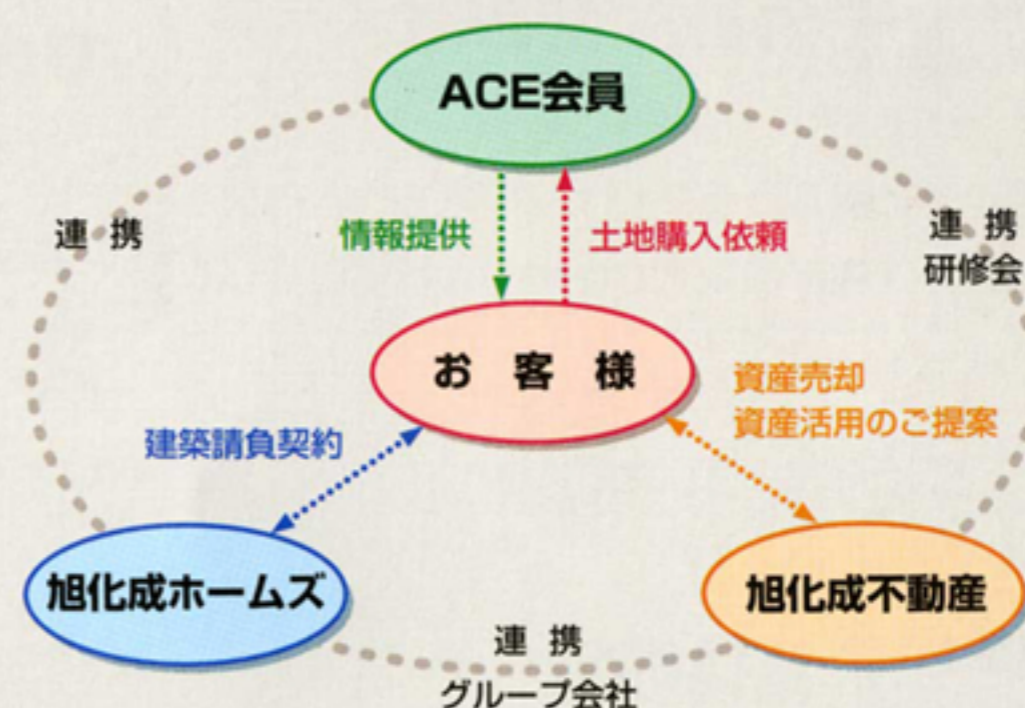 ACE会員
連携
情報提供
土地購入依頼
連携
研修会
お客様
資産売却
資産活用のご提案
建築請負契約
旭化成ホームズ
旭化成不動産
連携
グループ会社